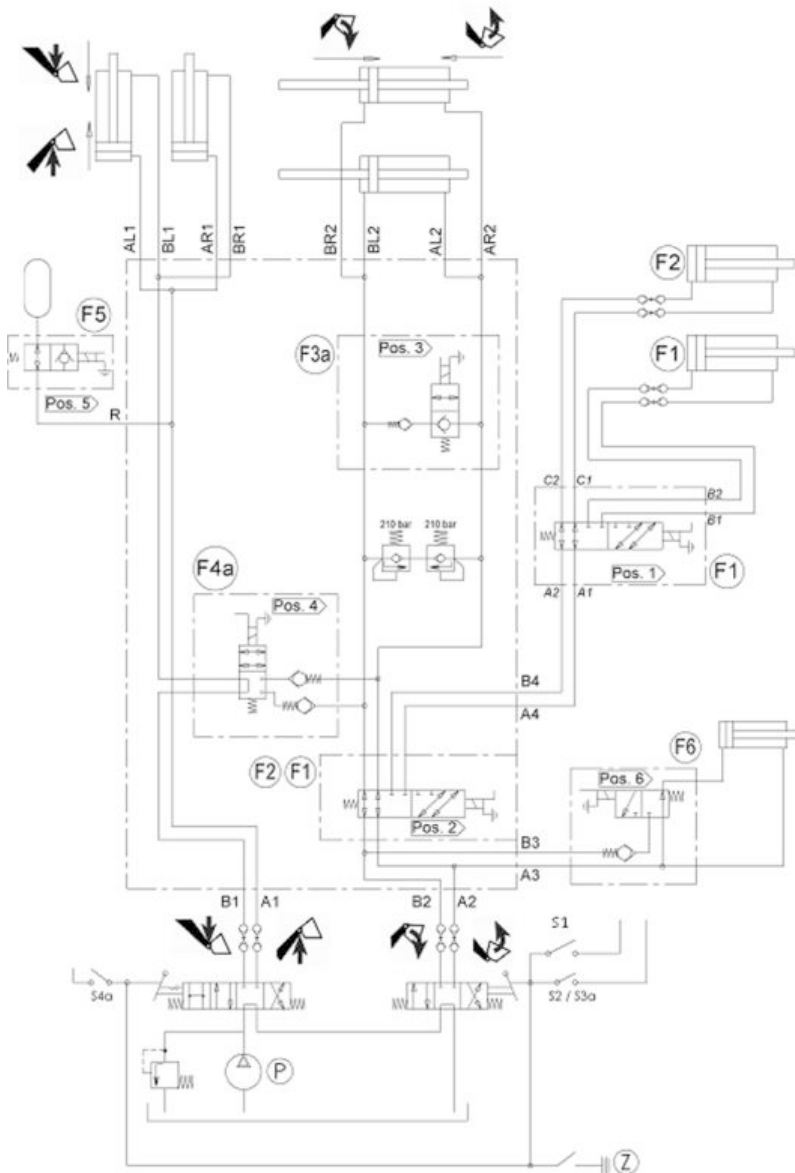 AL1
BL1
AR1
BR1
BR2
BL2
AL2
AR2
F2
F5
F3a
Pos. 3
F1
Pos. 5
R
C2
C1
B2
B1
210 bar
210 bar
F4a
Pos. 1
F1
Pos. 4
A2
A1
B4
A4
F2
F1
F6
Pos. 6
Pos. 2
B3
A3
B1
A1
B2
A2
S1
S4a
S2 / S3a
P
Z